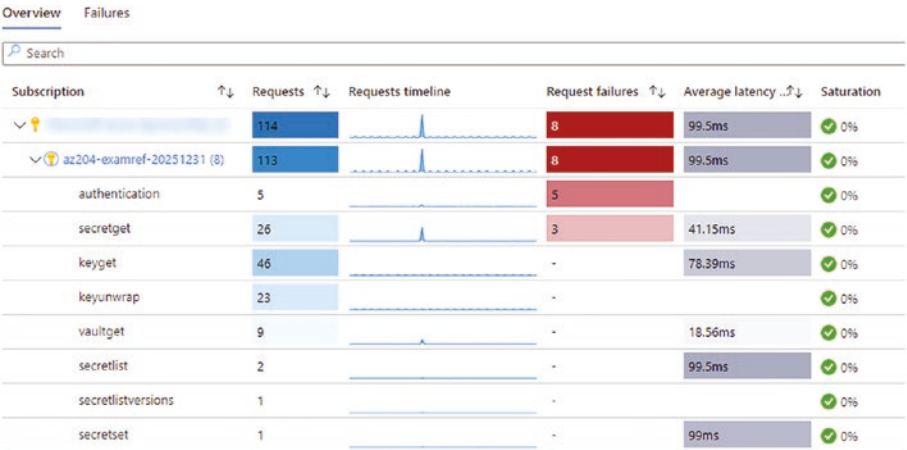 Overview Failures
Search
Subscription Requests Requests timeline Request failures Average latency .. Saturation
114 8 99.5ms 0%
az204-examref-20251231 (8) 113 8 99.5ms 0%
authentication 5 5 0%
secretget 26 3 41.15ms 0%
keyget 46 - 78.39ms 0%
keyunwrap 23 - 0%
vaultget 9 - 18.56ms 0%
secretlist 2 - 99.5ms 0%
secretlistversions 1 - 0%
secretset 1 - 99ms 0%